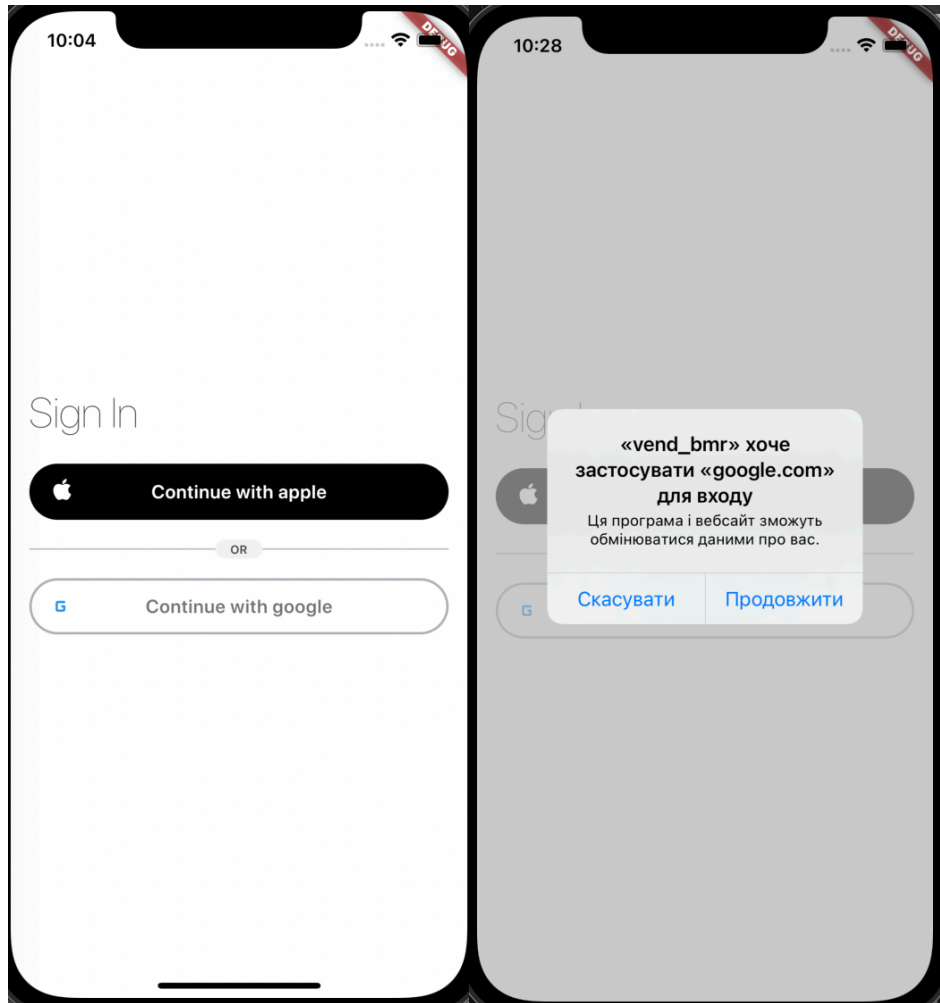 10:04
DEBUG
Sign In
Continue with apple
OR
G
Continue with google
10:28
DEBUG
Sig
«vend_bmr» хоче
застосувати «google.com»
для входу
Ця програма і вебсайт зможуть
обмінюватися даними про вас.
Скасувати
Продовжити
G